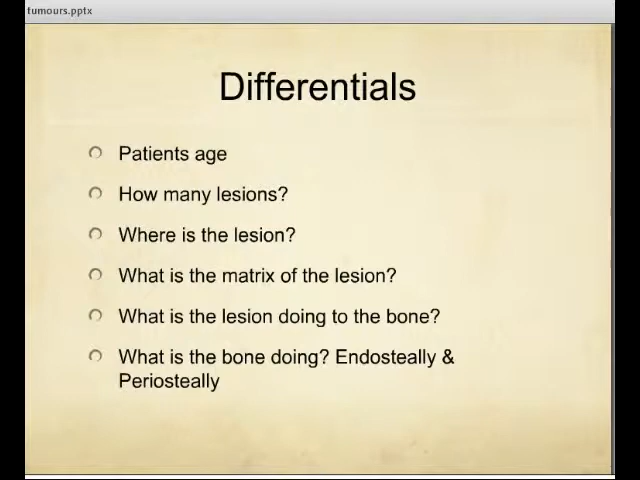 tumours.pptx
Differentials
Patients age
How many lesions?
Where is the lesion?
What is the matrix of the lesion?
What is the lesion doing to the bone?
What is the bone doing? Endosteally &
Periosteally